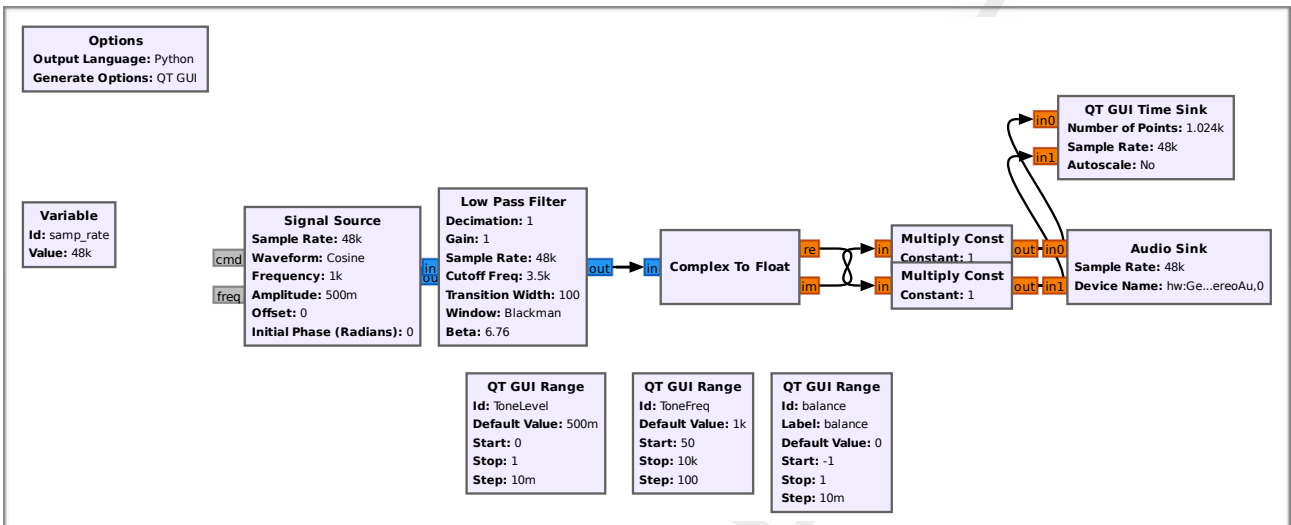 Options
Output Language: Python
Generate Options: QT GUI
Variable
Id: samp_rate
Value: 48k
cmd
freq
Signal Source
Sample Rate: 48k
Waveform: Cosine
Frequency: 1k
Amplitude: 500m
Offset: 0
Initial Phase (Radians): 0
in
Low Pass Filter
Decimation: 1
Gain: 1
Sample Rate: 48k
Cutoff Freq: 3.5k
Transition Width: 100
Window: Blackman
Beta: 6.76
out
in
Complex To Float
re
im
in
Multiply Const
Constant: 1
out
in
Multiply Const
Constant: 1
out
in0
in1
QT GUI Time Sink
Number of Points: 1.024k
Sample Rate: 48k
Autoscale: No
in0
in1
Audio Sink
Sample Rate: 48k
Device Name: hw:Ge...ereoAu,0
QT GUI Range
Id: ToneLevel
Default Value: 500m
Start: 0
Stop: 1
Step: 10m
QT GUI Range
Id: ToneFreq
Default Value: 1k
Start: 50
Stop: 10k
Step: 100
QT GUI Range
Id: balance
Label: balance
Default Value: 0
Start: -1
Stop: 1
Step: 10m